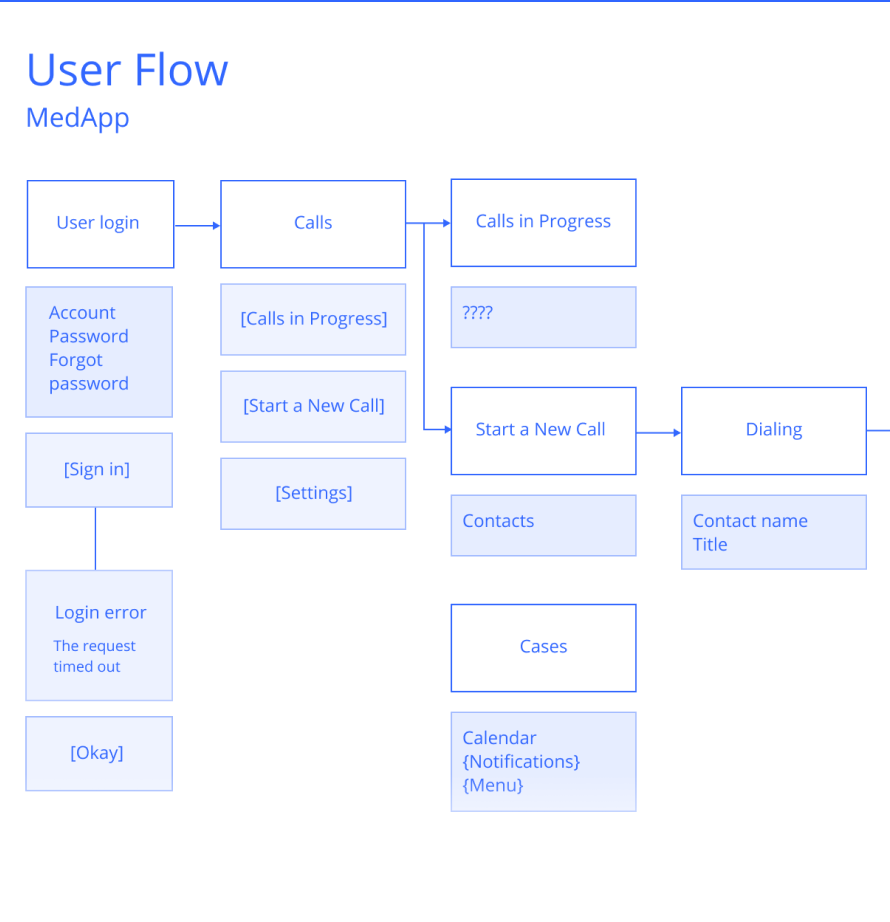 User Flow
MedApp
User login
Calls
Calls in Progress
Account
Password
Forgot
password
[Calls in Progress]
????
[Start a New Call]
Start a New Call
Dialing
[Sign in]
[Settings]
Contacts
Contact name
Title
Login error
The request
timed out
Cases
[Okay]
Calendar
{Notifications}
{Menu}